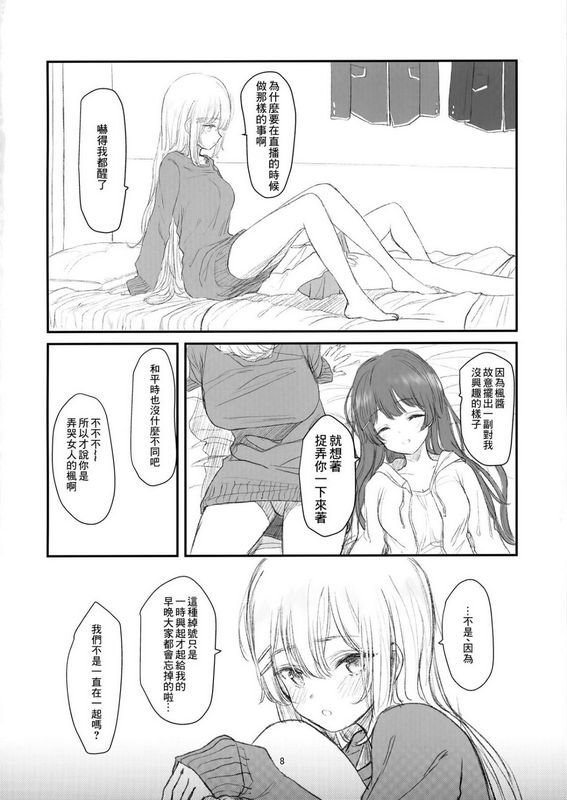 為什麼要在直播的時候
做那樣的事啊
嚇得我都醒了
因為楓醬
故意擺出一副對我
沒興趣的樣子
就想著
捉弄你一下來著
和平時也沒什麼不同吧
不不不~
所以才說你是
弄哭女人的楓啊
…不是、因為
這種綽號只是
一時興起才起給我的
早晚大家都會忘掉的啦…
我們不是一直在一起嗎？
8